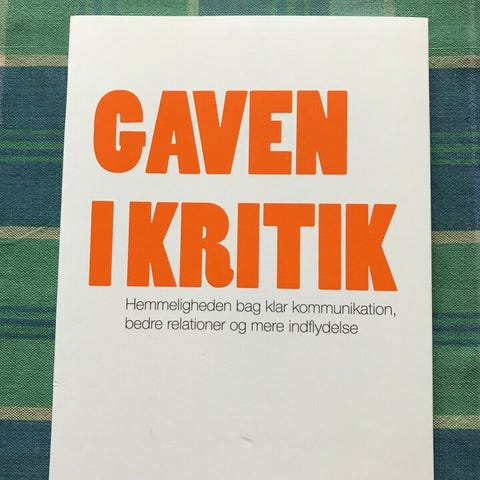 GAVEN
I KRITIK
Hemmeligheden bag klar kommunikation,
bedre relationer og mere indflydelse